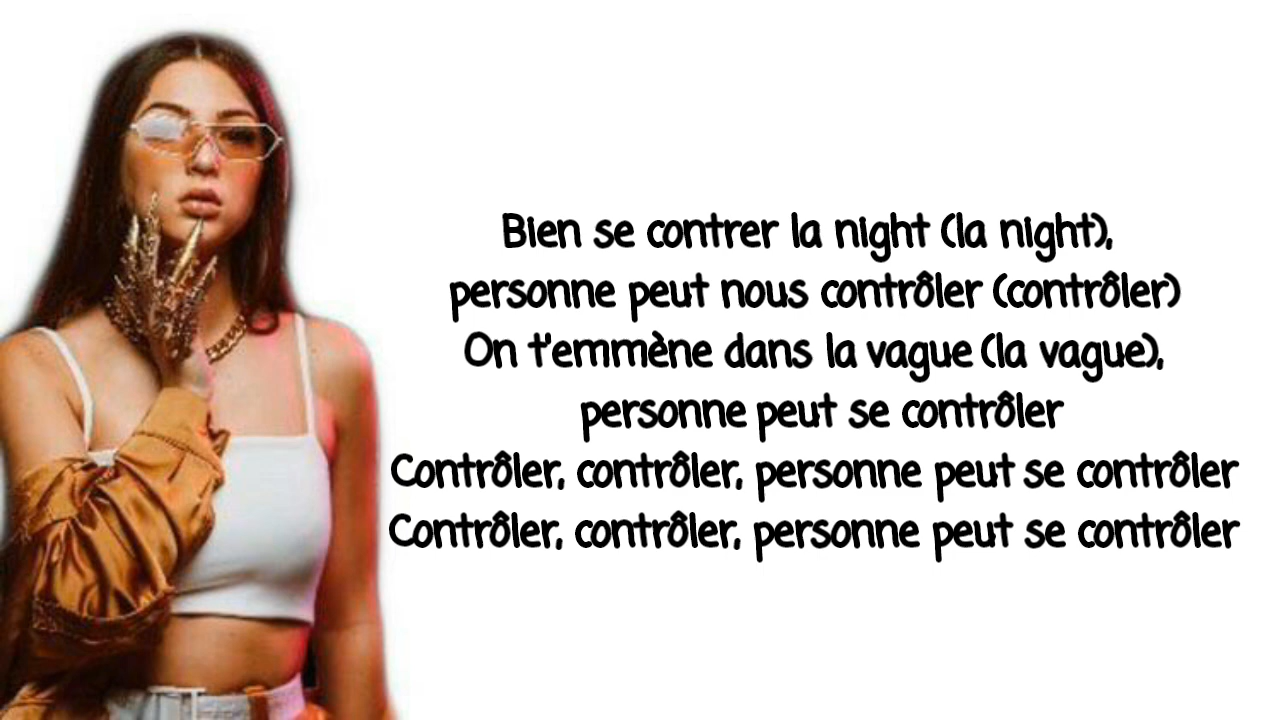 Bien se contrer la night (la night),
personne peut nous contrôler (contrôler)
On t'emmène dans la vague (la vague),
personne peut se contrôler
Contrôler, contrôler, personne peut se contrôler
Contrôler, contrôler, personne peut se contrôler